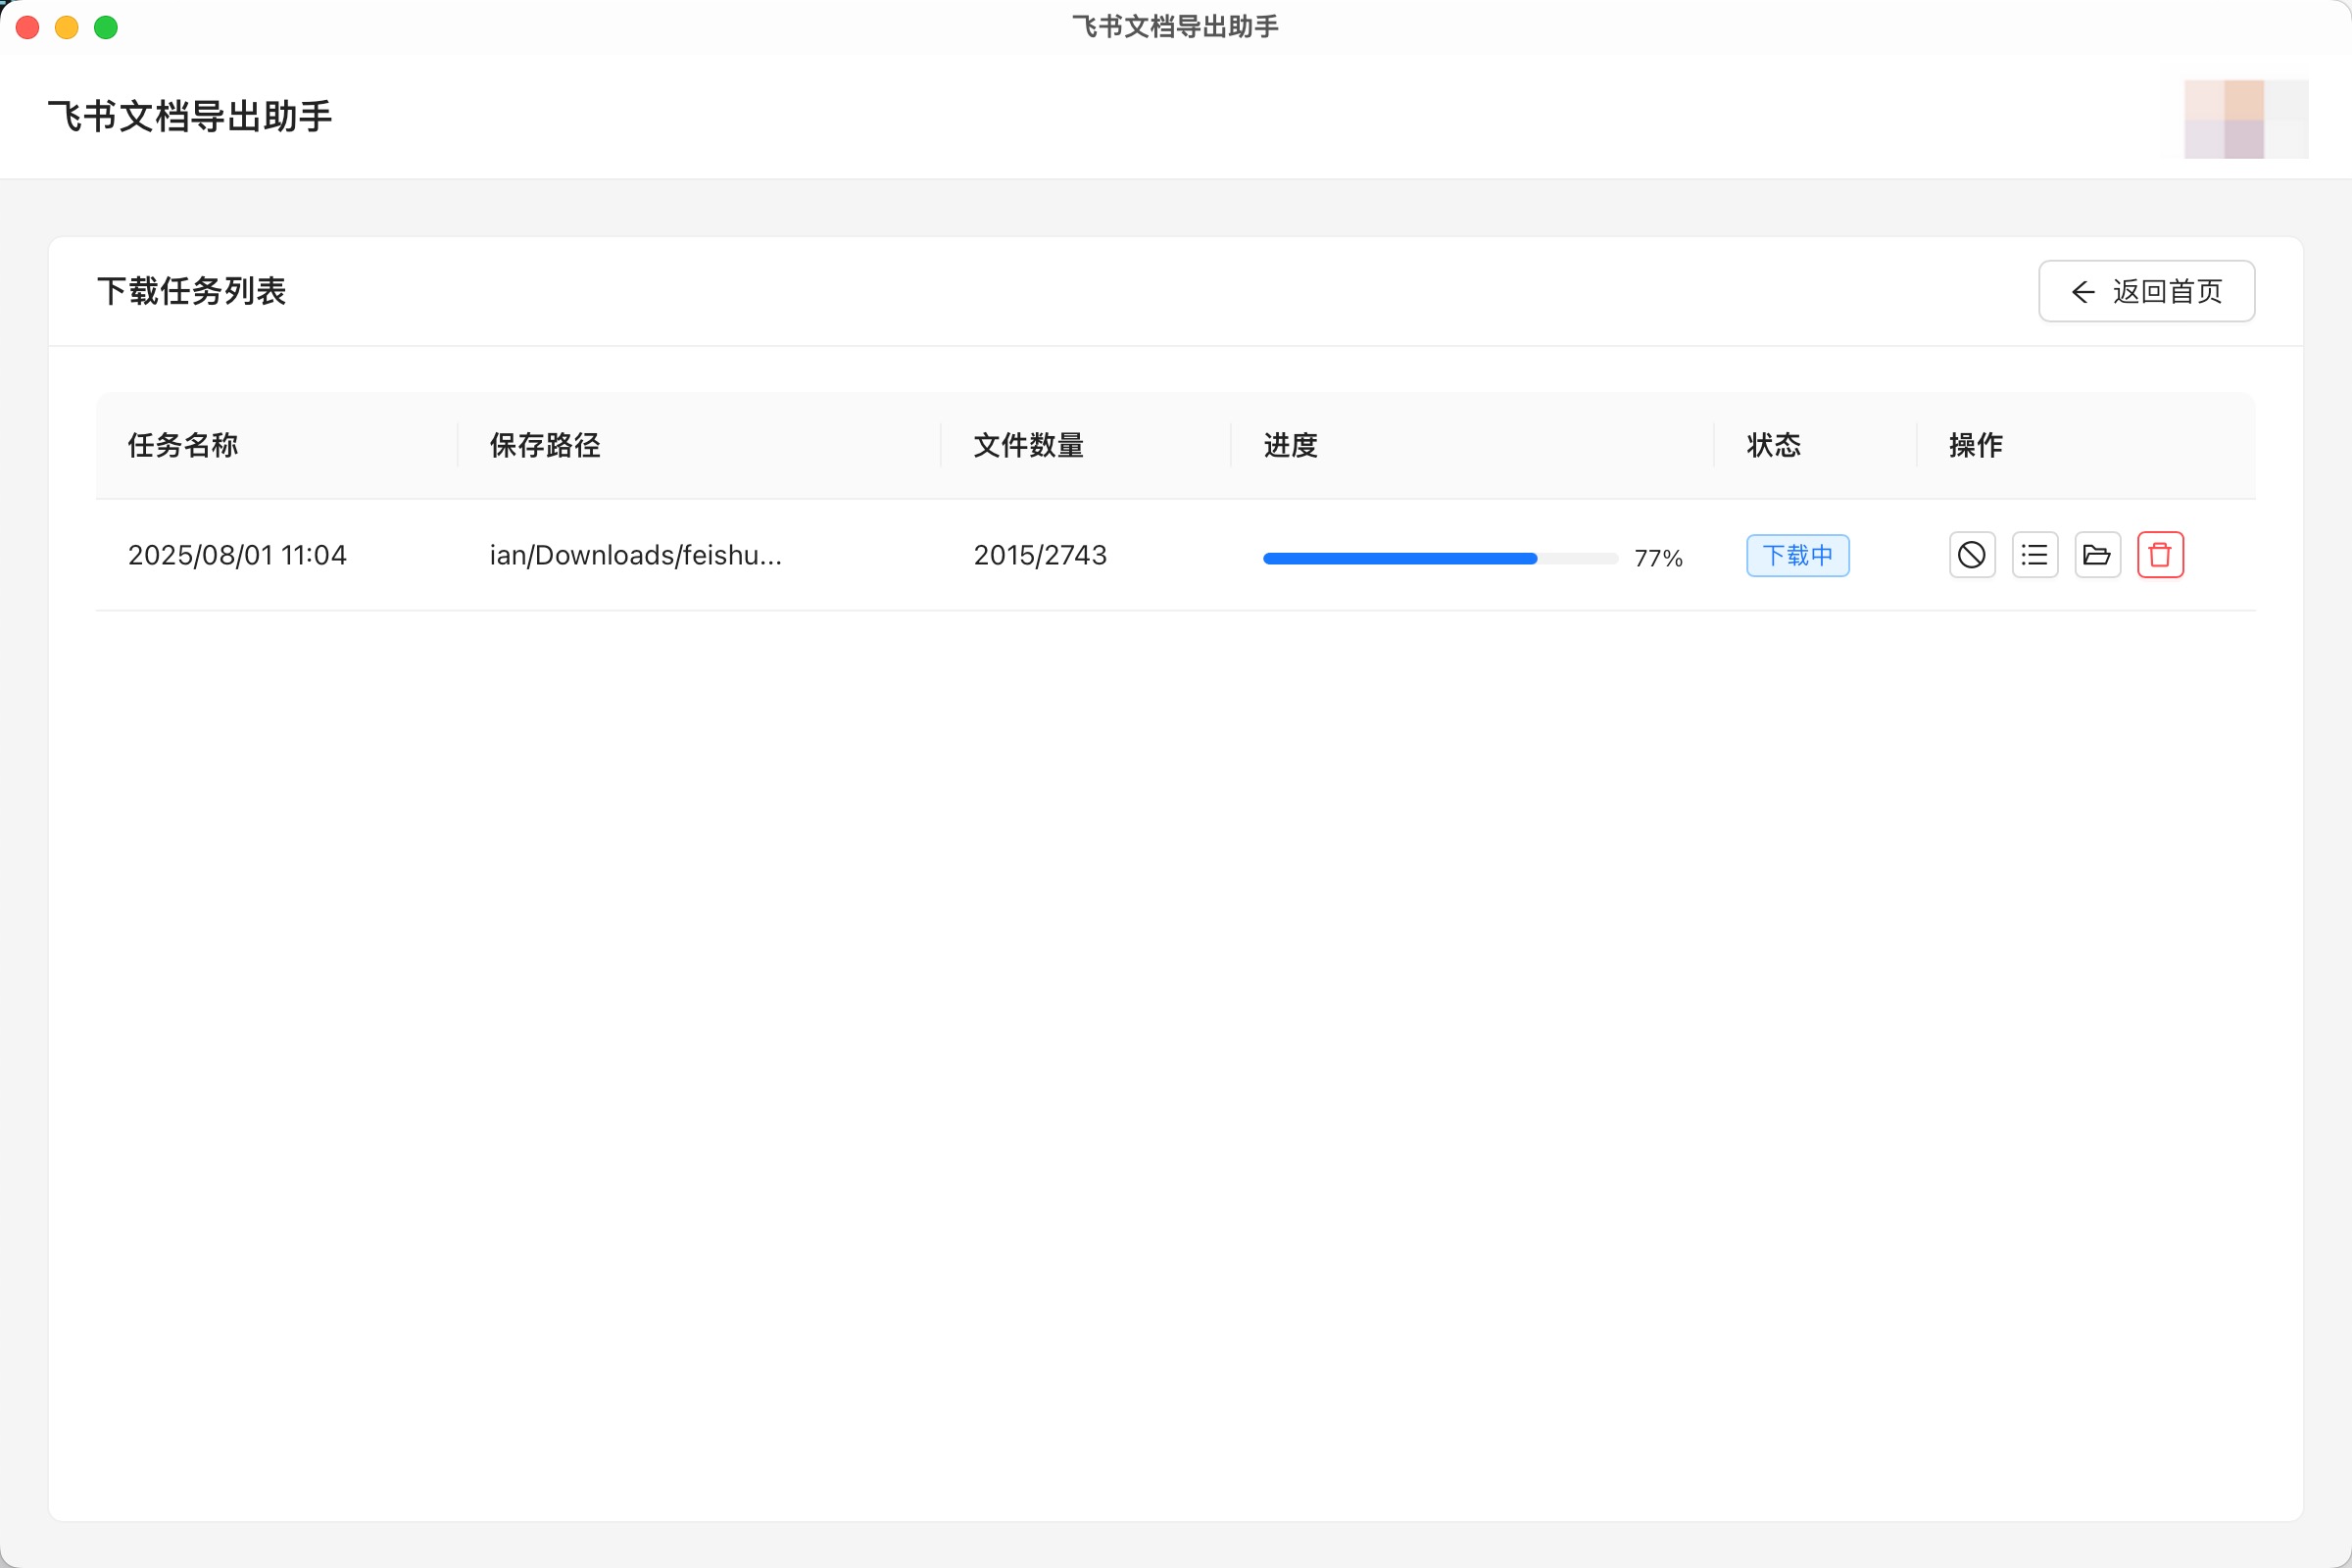 飞书文档导出助手
飞书文档导出助手
下载任务列表
返回首页
任务名称 保存路径 文件数量 进度 状态 操作
2025/08/01 11:04 ian/Downloads/feishu... 2015/2743 77% 下载中